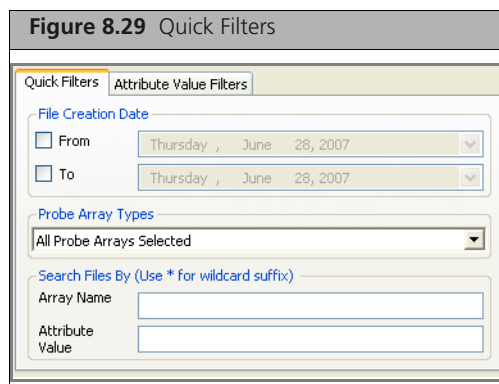 Figure 8.29 Quick Filters
Quick Filters Attribute Value Filters
File Creation Date
From Thursday , June 28, 2007
To Thursday , June 28, 2007
Probe Array Types
All Probe Arrays Selected
Search Files By (Use * for wildcard suffix)
Array Name
Attribute
Value